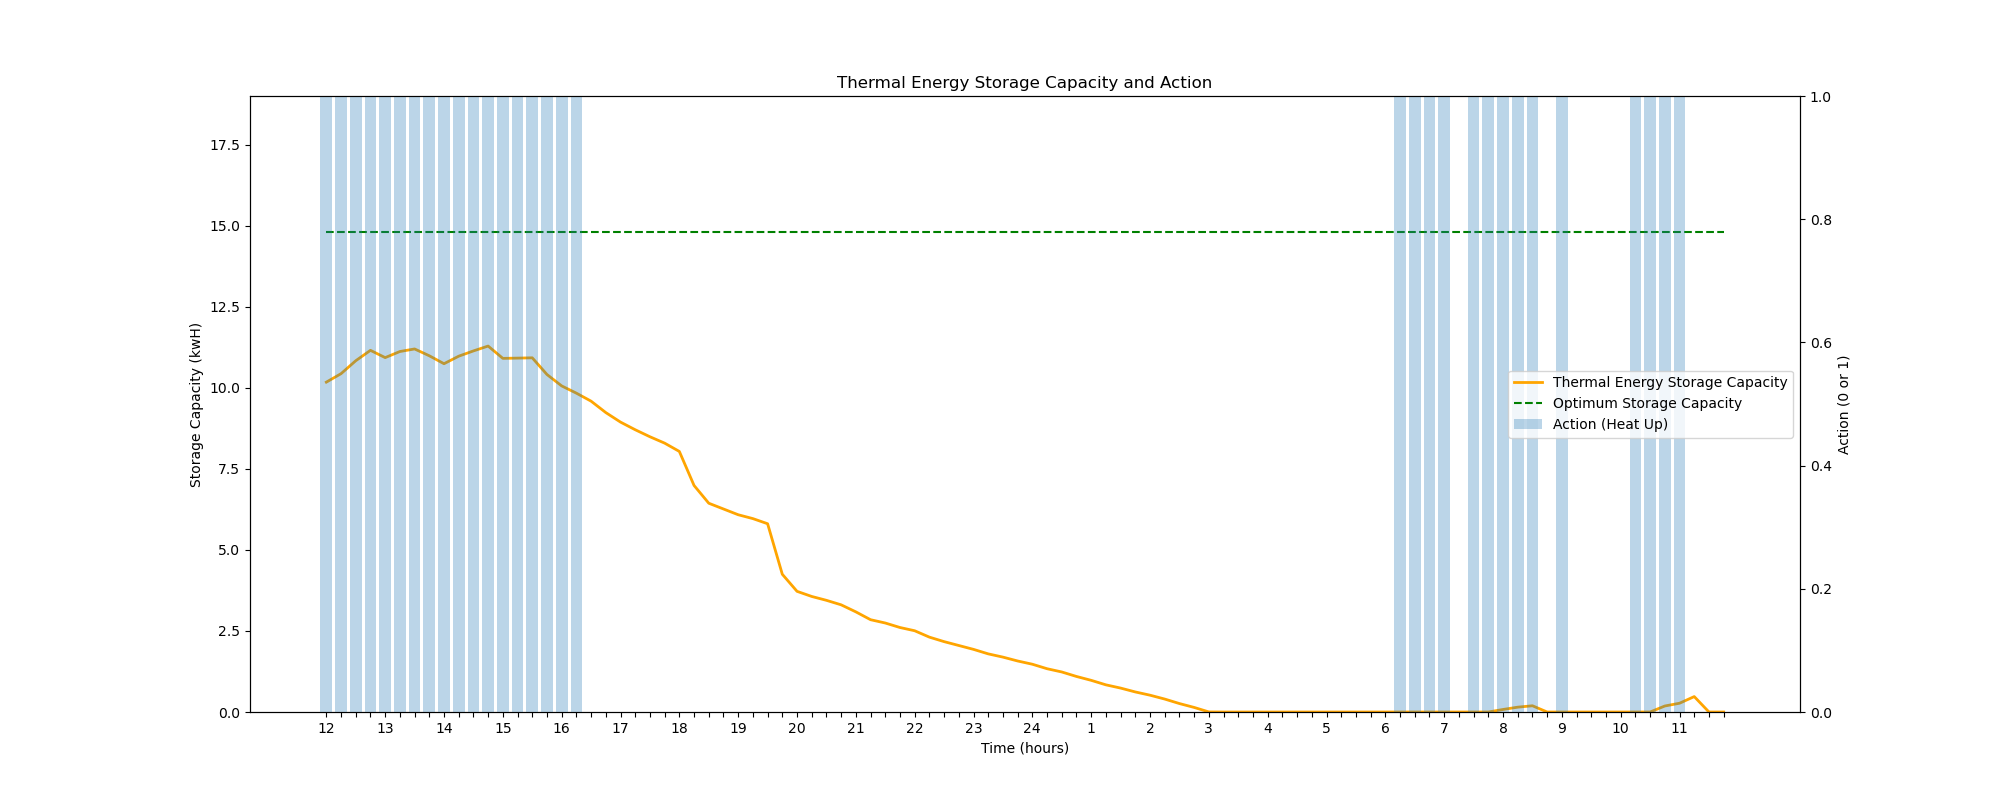 Thermal Energy Storage Capacity and Action
Storage Capacity (kwH)
17.5
15.0
12.5
10.0
7.5
5.0
2.5
0.0
1.0
0.8
0.6
0.4
0.2
0.0
Action (0 or 1)
Thermal Energy Storage Capacity
Optimum Storage Capacity
Action (Heat Up)
12 13 14 15 16 17 18 19 20 21 22 23 24 1 2 3 4 5 6 7 8 9 10 11
Time (hours)